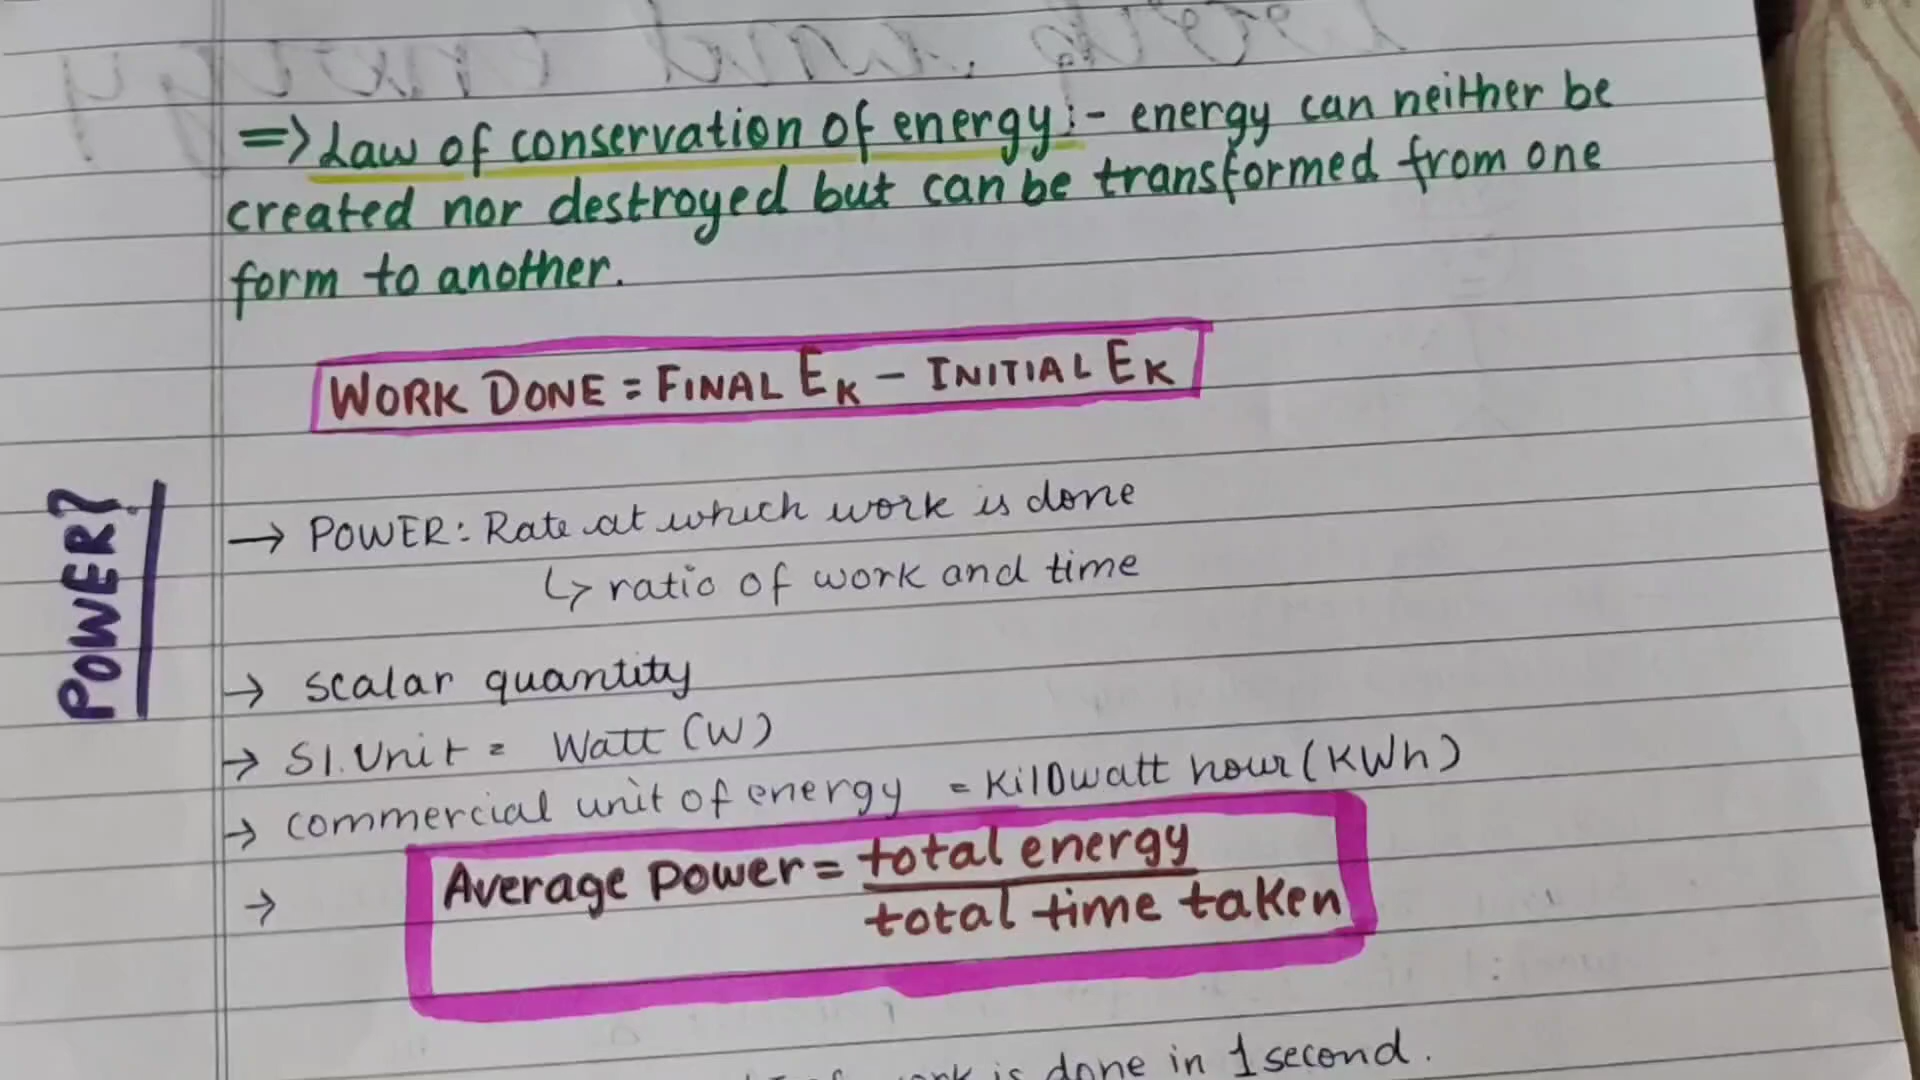 => Law of conservation of energy :- energy can neither be
created nor destroyed but can be transformed from one
form to another.
WORK DONE = FINAL EK - INITIAL EK
POWER?
→ POWER: Rate at which work is done
↳ ratio of work and time
→ scalar quantity
→ SI. Unit = Watt (W)
→ commercial unit of energy = Kilowatt hour (KWh)
→ Average power = total energy
total time taken
is done in 1 second.